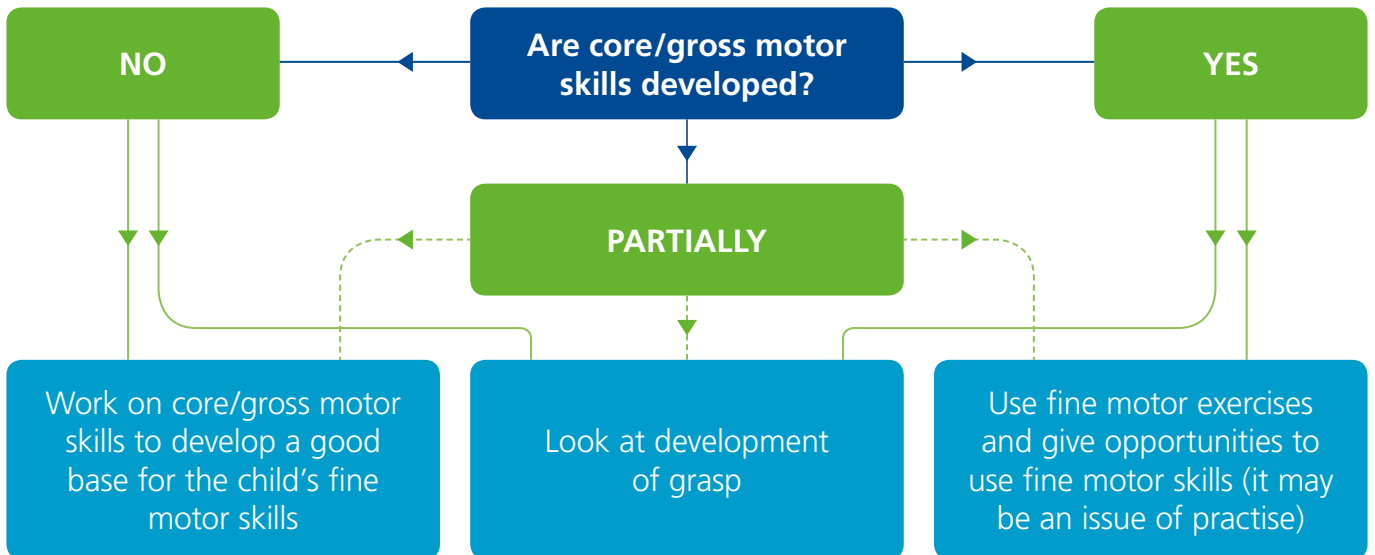 NO
Are core/gross motor
skills developed?
YES
PARTIALLY
Work on core/gross motor
skills to develop a good
base for the child’s fine
motor skills
Look at development
of grasp
Use fine motor exercises
and give opportunities to
use fine motor skills (it may
be an issue of practise)